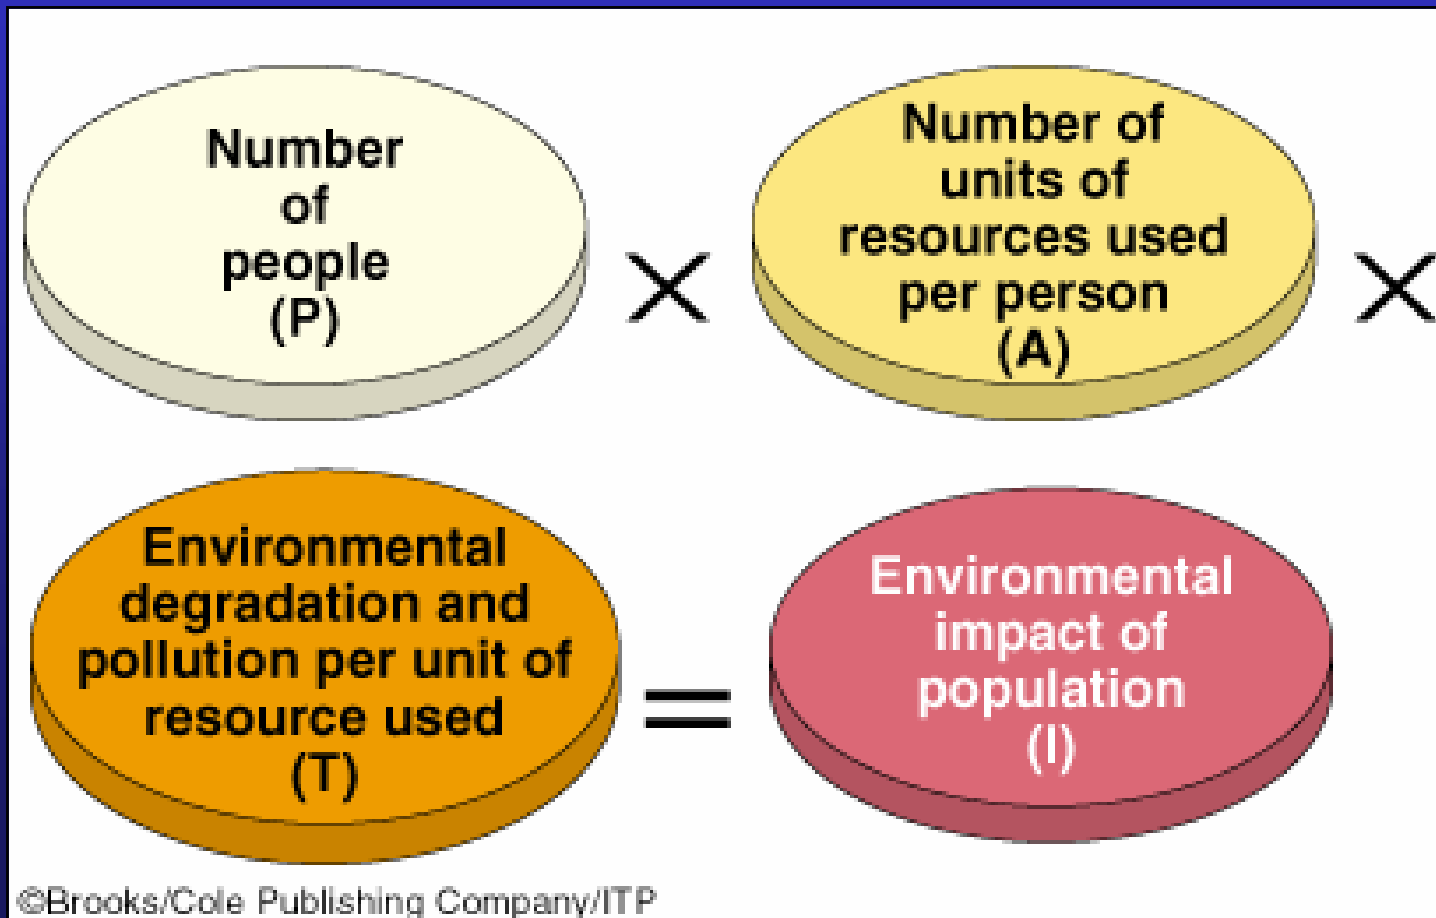 Number
of
people
(P)
×
Number of
units of
resources used
per person
(A)
×
Environmental
degradation and
pollution per unit of
resource used
(T)
=
Environmental
impact of
population
(I)
©Brooks/Cole Publishing Company/ITP